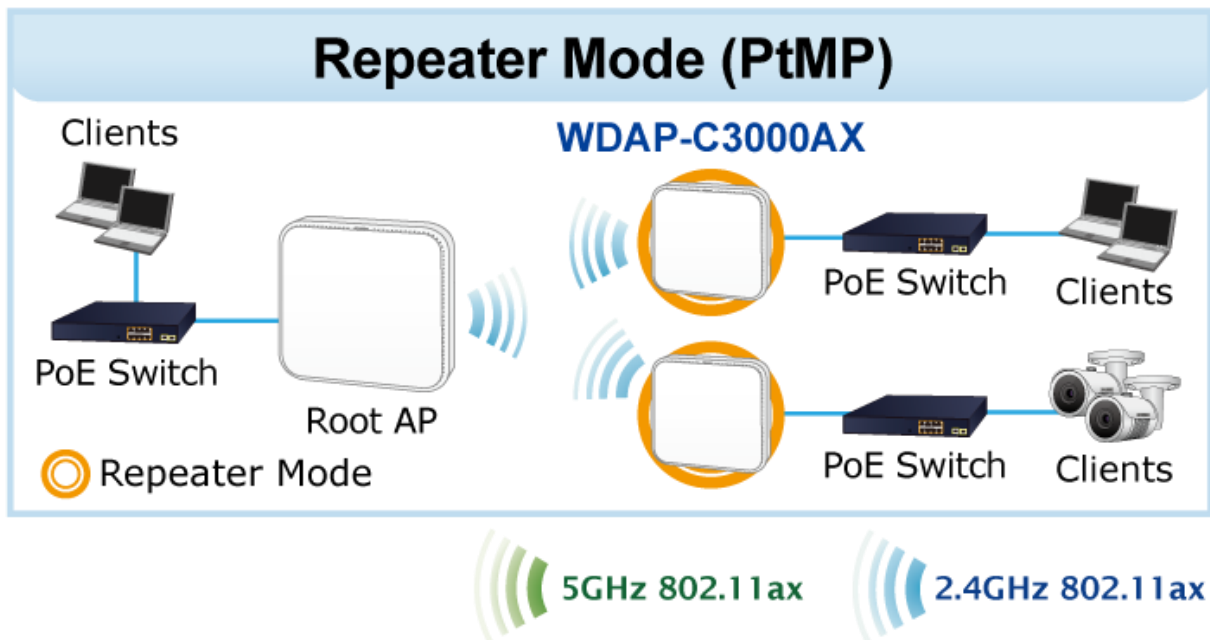 Repeater Mode (PtMP)
Clients
WDAP-C3000AX
PoE Switch
Root AP
PoE Switch
Clients
PoE Switch
Clients
Repeater Mode
5GHz 802.11ax
2.4GHz 802.11ax